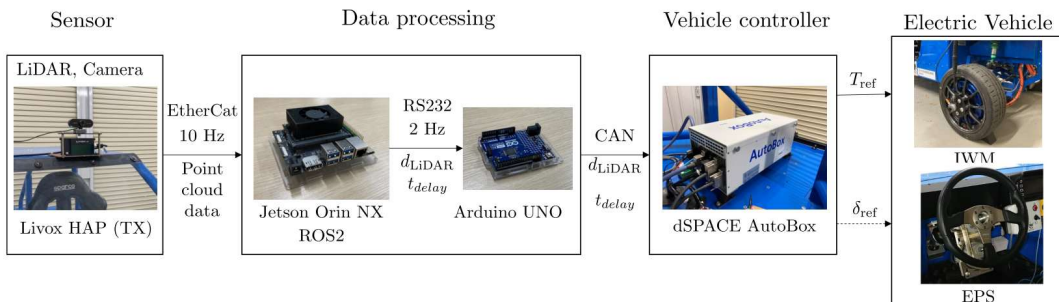 Sensor
Data processing
Vehicle controller
Electric Vehicle
LiDAR, Camera
Livox HAP (TX)
EtherCat
10 Hz
Point
cloud
data
Jetson Orin NX
ROS2
RS232
2 Hz
d_LiDAR
t_delay
Arduino UNO
CAN
d_LiDAR
t_delay
AutoBox
AutoBox
dSPACE AutoBox
T_ref
δ_ref
IWM
EPS